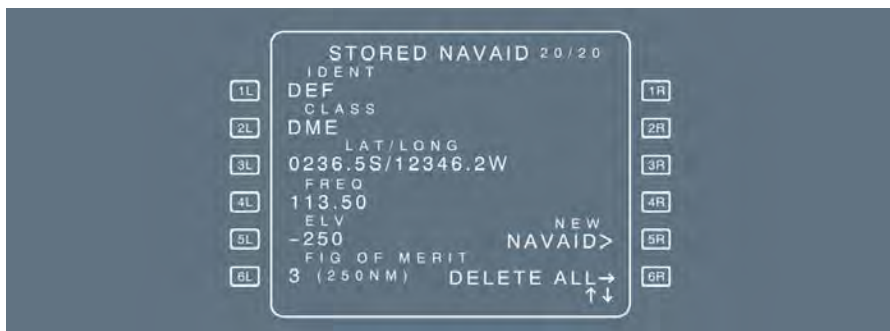 STORED NAVAID 20/20
IDENT
1L DEF 1R
CLASS
2L DME 2R
LAT/LONG
3L 0236.5S/12346.2W 3R
FREQ
4L 113.50 4R
ELV NEW
5L -250 NAVAID> 5R
FIG OF MERIT
6L 3 (250NM) DELETE ALL→ 6R
↑↓